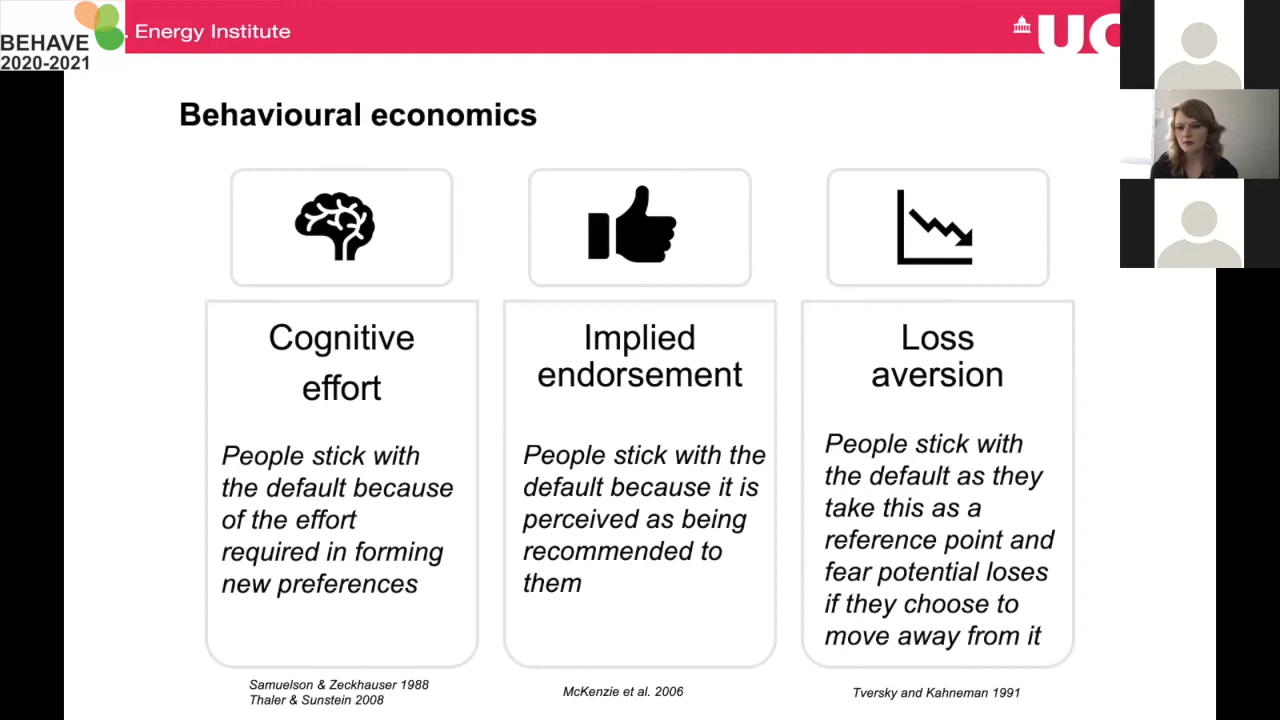 BEHAVE
2020-2021
Energy Institute
Behavioural economics
Cognitive
effort
People stick with
the default because
of the effort
required in forming
new preferences
Samuelson & Zeckhauser 1988
Thaler & Sunstein 2008
Implied
endorsement
People stick with the
default because it is
perceived as being
recommended to
them
McKenzie et al. 2006
Loss
aversion
People stick with
the default as they
take this as a
reference point and
fear potential loses
if they choose to
move away from it
Tversky and Kahneman 1991